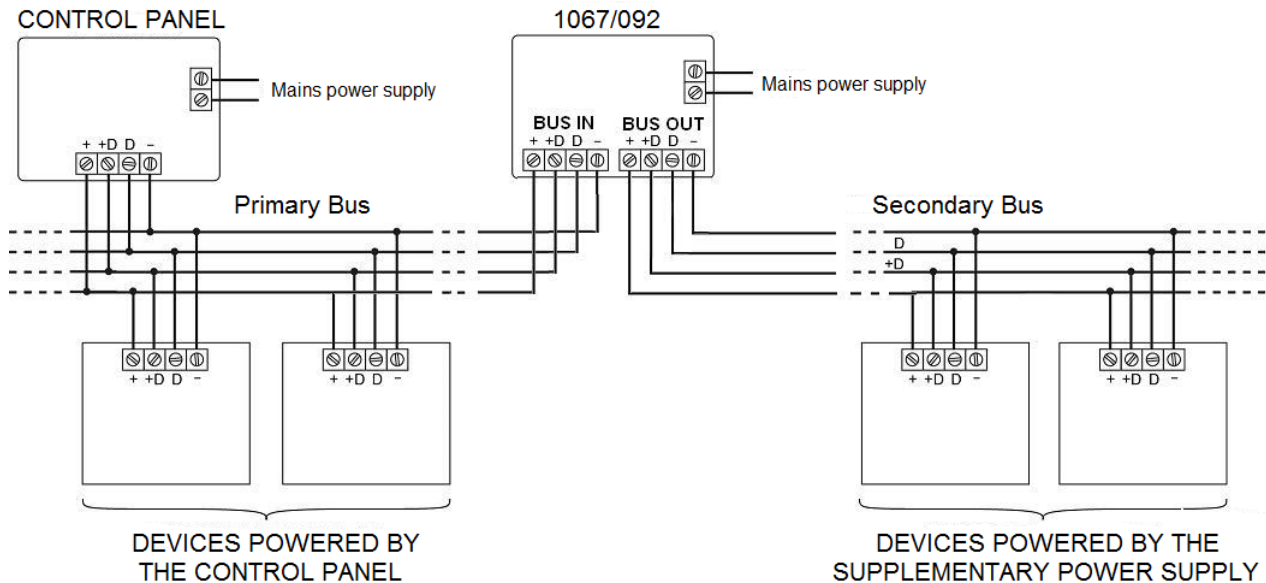 CONTROL PANEL
1067/092
Mains power supply
Mains power supply
BUS IN
BUS OUT
+ +D D -
+ +D D -
+ +D D -
Primary Bus
Secondary Bus
D
+D
+ +D D -
+ +D D -
+ +D D -
+ +D D -
DEVICES POWERED BY
THE CONTROL PANEL
DEVICES POWERED BY THE
SUPPLEMENTARY POWER SUPPLY